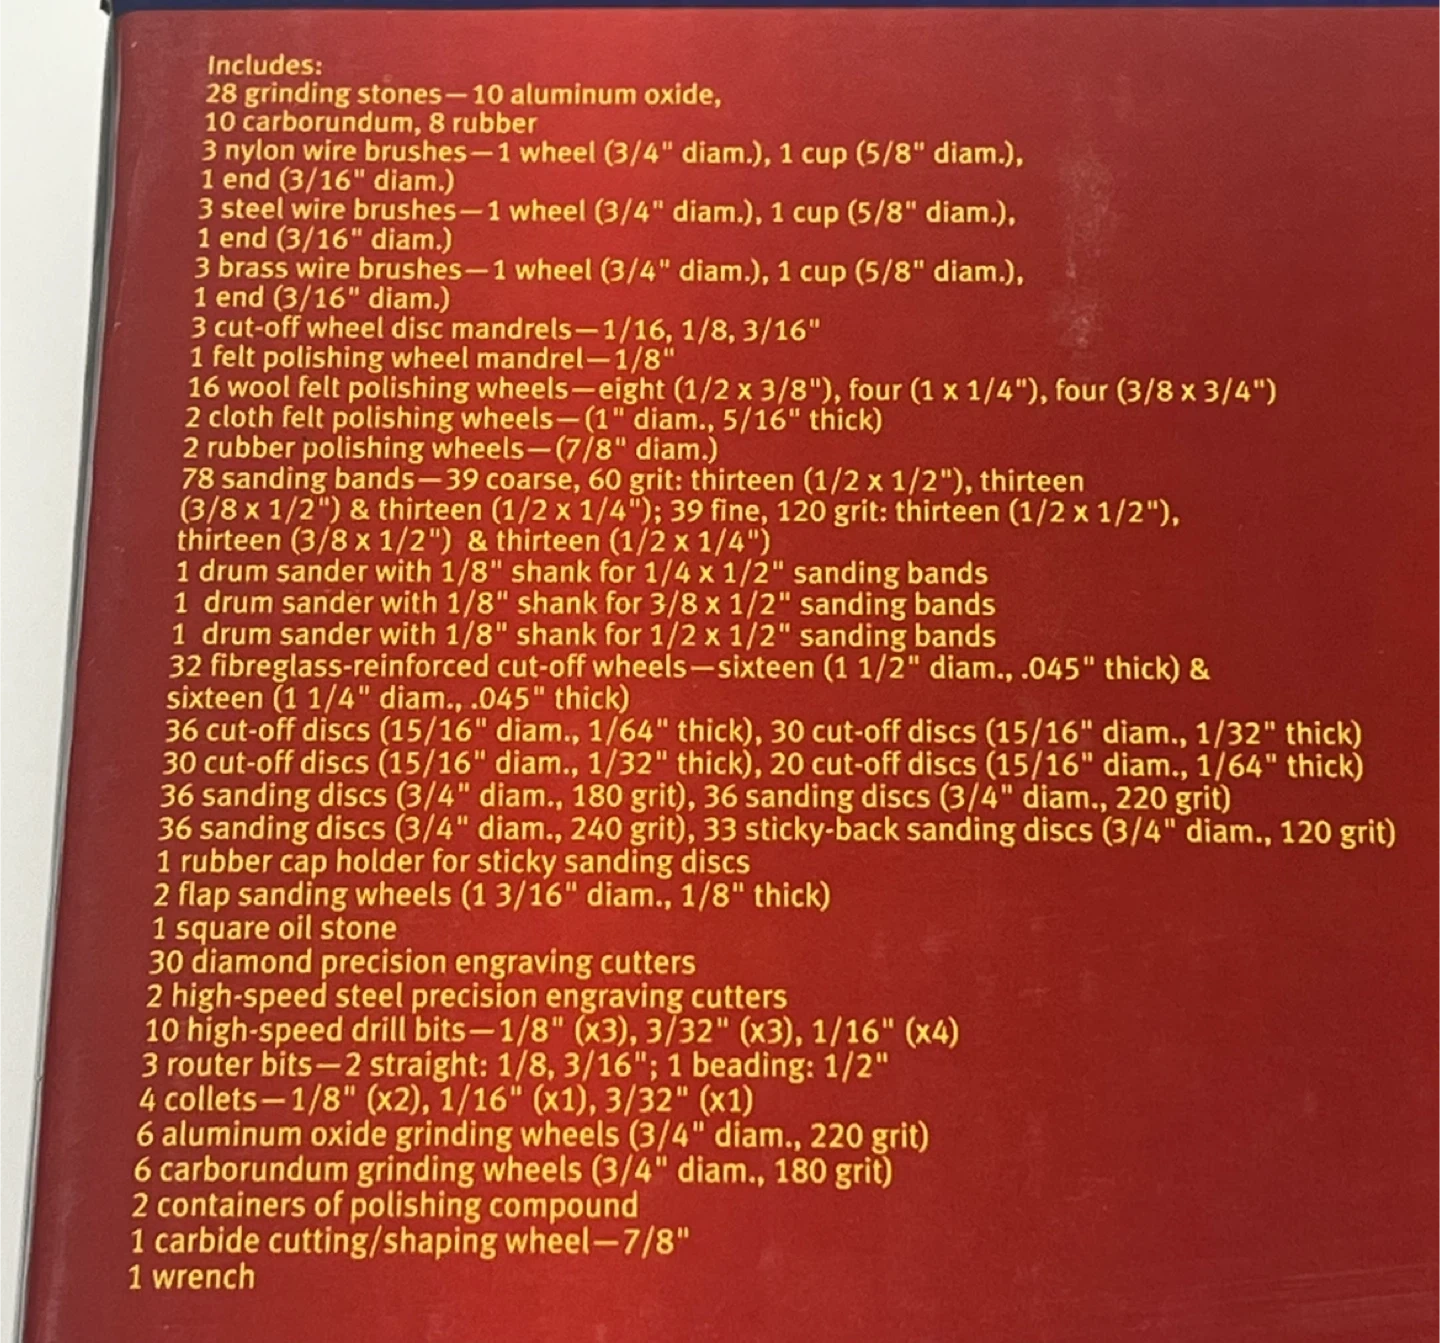 Includes:
28 grinding stones—10 aluminum oxide,
10 carborundum, 8 rubber
3 nylon wire brushes—1 wheel (3/4" diam.), 1 cup (5/8" diam.),
1 end (3/16" diam.)
3 steel wire brushes—1 wheel (3/4" diam.), 1 cup (5/8" diam.),
1 end (3/16" diam.)
3 brass wire brushes—1 wheel (3/4" diam.), 1 cup (5/8" diam.),
1 end (3/16" diam.)
3 cut-off wheel disc mandrels—1/16, 1/8, 3/16"
1 felt polishing wheel mandrel—1/8"
16 wool felt polishing wheels—eight (1/2 x 3/8"), four (1 x 1/4"), four (3/8 x 3/4")
2 cloth felt polishing wheels—(1" diam., 5/16" thick)
2 rubber polishing wheels—(7/8" diam.)
78 sanding bands—39 coarse, 60 grit: thirteen (1/2 x 1/2"), thirteen
(3/8 x 1/2") & thirteen (1/2 x 1/4"); 39 fine, 120 grit: thirteen (1/2 x 1/2"),
thirteen (3/8 x 1/2") & thirteen (1/2 x 1/4")
1 drum sander with 1/8" shank for 1/4 x 1/2" sanding bands
1 drum sander with 1/8" shank for 3/8 x 1/2" sanding bands
1 drum sander with 1/8" shank for 1/2 x 1/2" sanding bands
32 fibreglass-reinforced cut-off wheels—sixteen (1 1/2" diam., .045" thick) &
sixteen (1 1/4" diam., .045" thick)
36 cut-off discs (15/16" diam., 1/64" thick), 30 cut-off discs (15/16" diam., 1/32" thick)
30 cut-off discs (15/16" diam., 1/32" thick), 20 cut-off discs (15/16" diam., 1/64" thick)
36 sanding discs (3/4" diam., 180 grit), 36 sanding discs (3/4" diam., 220 grit)
36 sanding discs (3/4" diam., 240 grit), 33 sticky-back sanding discs (3/4" diam., 120 grit)
1 rubber cap holder for sticky sanding discs
2 flap sanding wheels (1 3/16" diam., 1/8" thick)
1 square oil stone
30 diamond precision engraving cutters
2 high-speed steel precision engraving cutters
10 high-speed drill bits—1/8" (x3), 3/32" (x3), 1/16" (x4)
3 router bits—2 straight: 1/8, 3/16"; 1 beading: 1/2"
4 collets—1/8" (x2), 1/16" (x1), 3/32" (x1)
6 aluminum oxide grinding wheels (3/4" diam., 220 grit)
6 carborundum grinding wheels (3/4" diam., 180 grit)
2 containers of polishing compound
1 carbide cutting/shaping wheel—7/8"
1 wrench